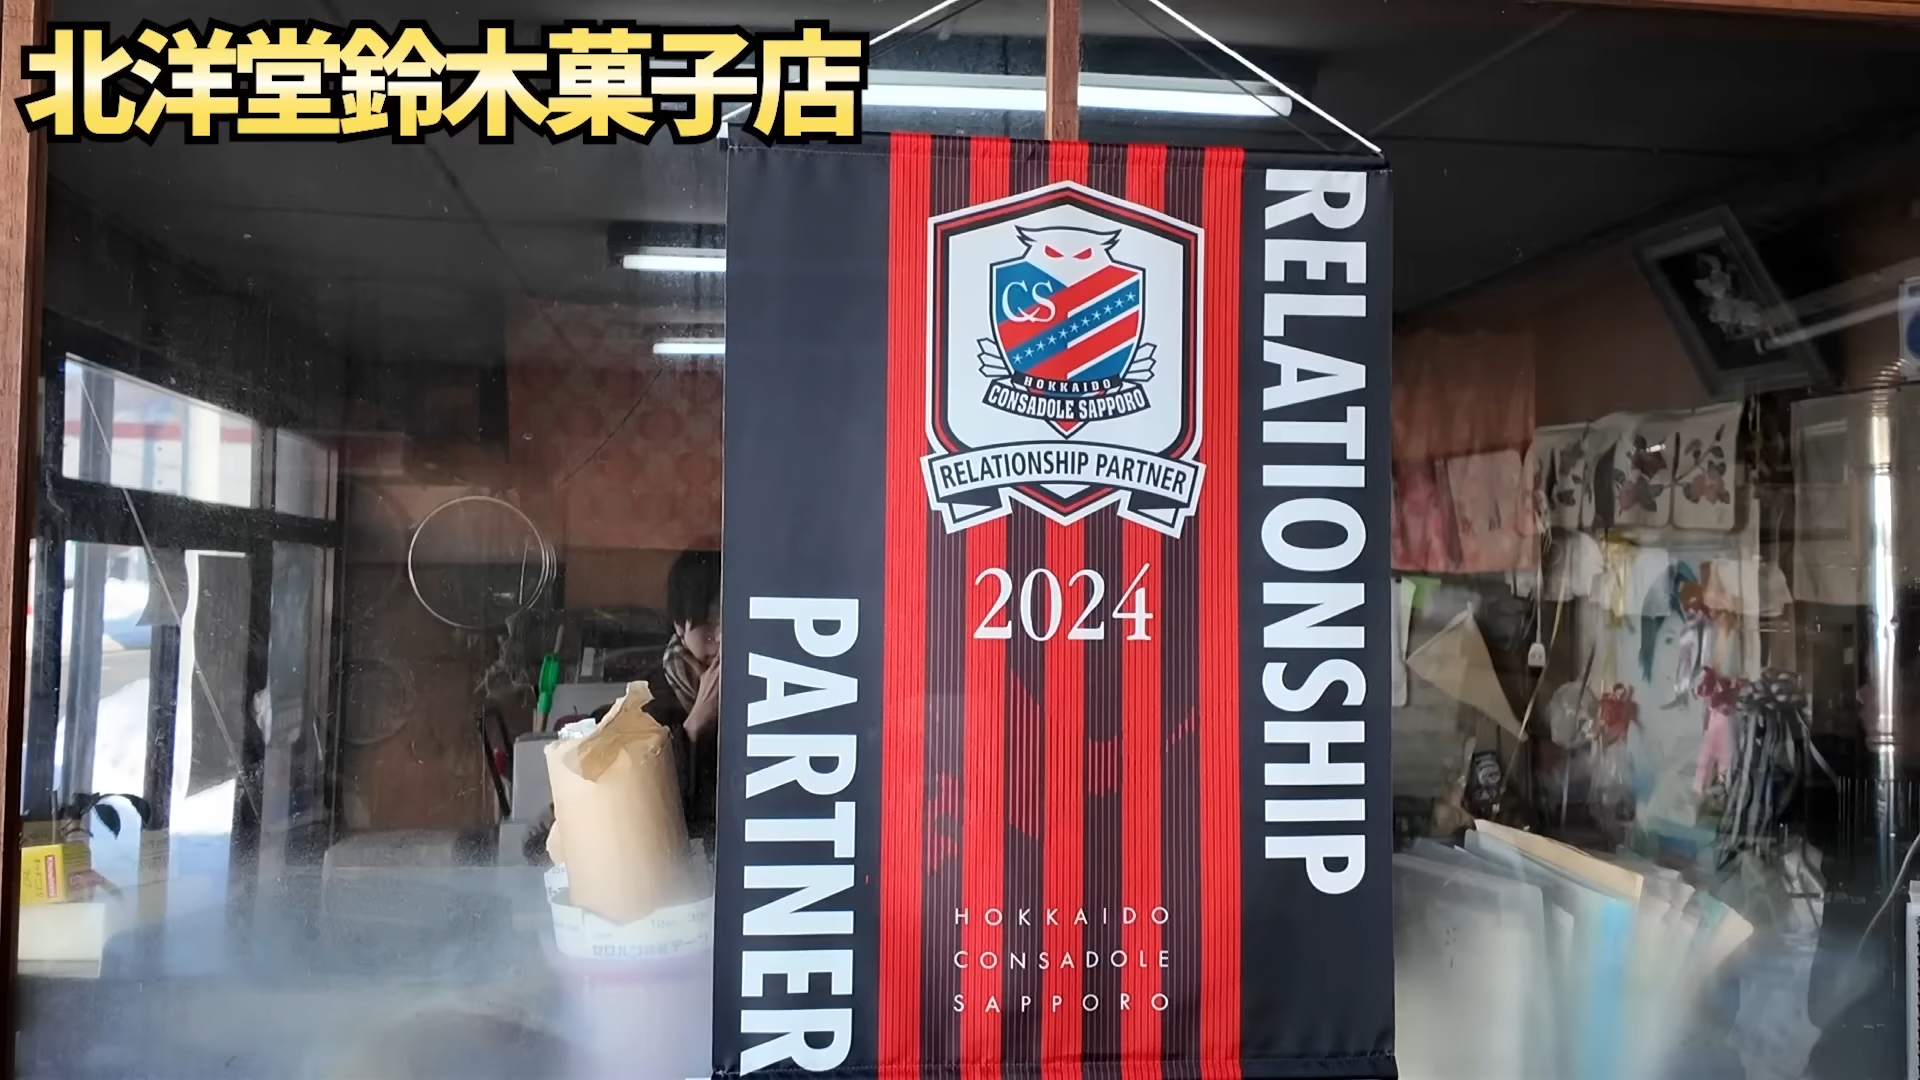 北洋堂鈴木菓子店
RELATIONSHIP
PARTNER
CS
HOKKAIDO
CONSADOLE SAPPORO
RELATIONSHIP PARTNER
2024
HOKKAIDO
CONSADOLE
SAPPORO